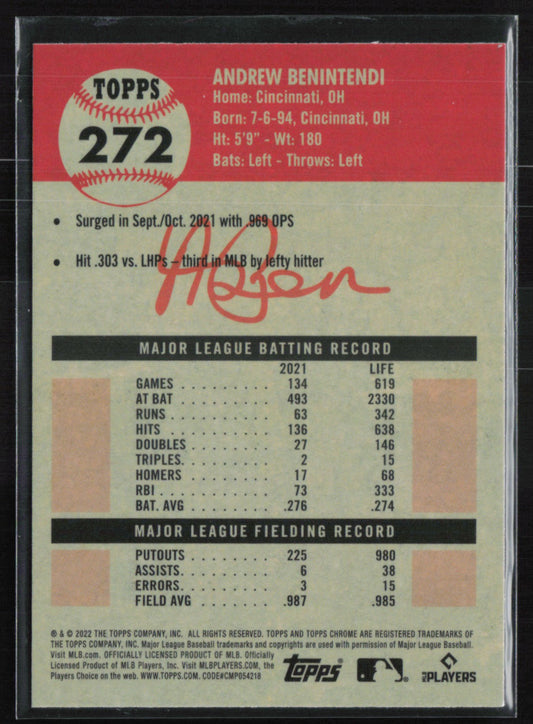 TOPPS
272
ANDREW BENINTENDI
Home: Cincinnati, OH
Born: 7-6-94, Cincinnati, OH
Ht: 5'9" - Wt: 180
Bats: Left - Throws: Left
• Surged in Sept./Oct. 2021 with .969 OPS
• Hit .303 vs. LHPs – third in MLB by lefty hitter
MAJOR LEAGUE BATTING RECORD
2021 LIFE
GAMES . . . . . . . . . 134 619
AT BAT . . . . . . . . . 493 2330
RUNS . . . . . . . . . . 63 342
HITS . . . . . . . . . . 136 638
DOUBLES . . . . . . . 27 146
TRIPLES. . . . . . . . . 2 15
HOMERS . . . . . . . . 17 68
RBI . . . . . . . . . . . 73 333
BAT. AVG . . . . . . . .276 .274
MAJOR LEAGUE FIELDING RECORD
PUTOUTS . . . . . . . 225 980
ASSISTS. . . . . . . . . 6 38
ERRORS. . . . . . . . . 3 15
FIELD AVG . . . . . . .987 .985
® & © 2022 THE TOPPS COMPANY, INC. ALL RIGHTS RESERVED. TOPPS AND TOPPS CHROME ARE REGISTERED TRADEMARKS OF
THE TOPPS COMPANY, INC. Major League Baseball trademarks and copyrights are used with permission of Major League Baseball.
Visit MLB.com. OFFICIALLY LICENSED PRODUCT OF MLB. Officially
Licensed Product of MLB Players, Inc. Visit MLBPLAYERS.COM, the
Players Choice on the web. WWW.TOPPS.COM. CODE#CMP054218
topps
MLB PLAYERS